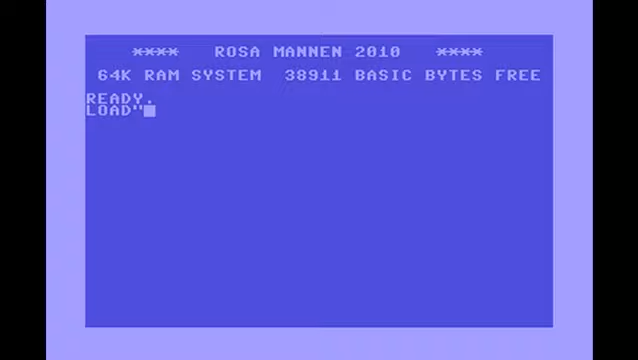 **** ROSA MANNEN 2010 ****
64K RAM SYSTEM 38911 BASIC BYTES FREE
READY.
LOAD"